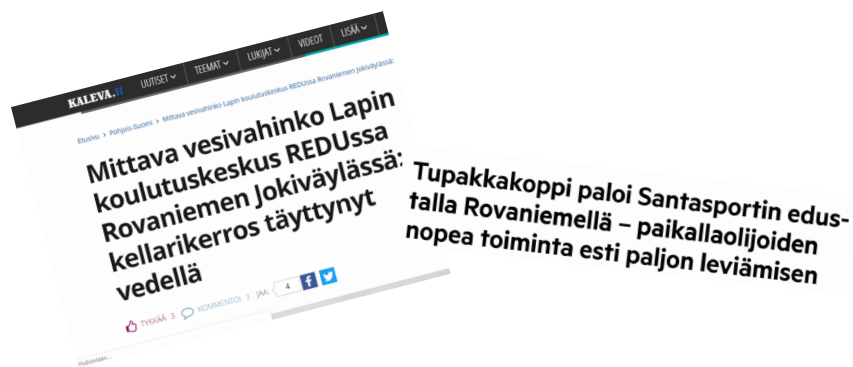 KALEVA.fi UUTISET TEEMAT LUKIJAT VIDEOT LISÄÄ
Etusivu > Pohjois-Suomi > Mittava vesivahinko Lapin koulutuskeskus REDUssa Rovaniemen Jokiväylässä:
Mittava vesivahinko Lapin
koulutuskeskus REDUssa
Rovaniemen Jokiväylässä:
kellarikerros täyttynyt
vedellä
TYKKÄÄ 3 KOMMENTOI 3 JAA: 4
Tupakkakoppi paloi Santasportin edus-
talla Rovaniemellä – paikallaolijoiden
nopea toiminta esti paljon leviämisen